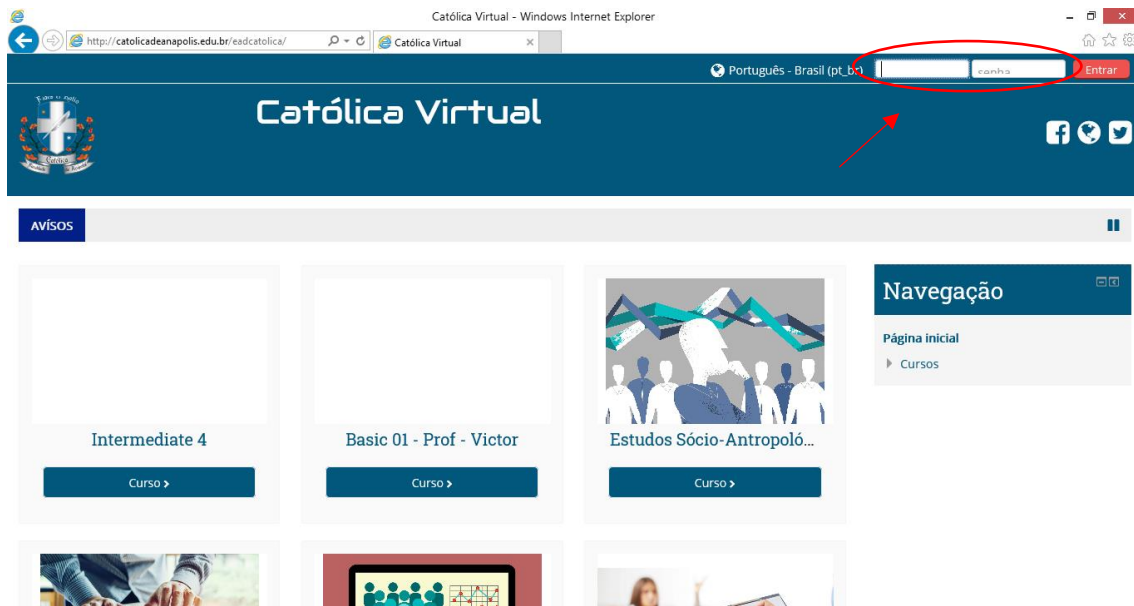 Católica Virtual - Windows Internet Explorer
http://catolicadeanapolis.edu.br/eadcatolica/
Católica Virtual
Português - Brasil (pt_br)
senha
Entrar
Católica Virtual
AVÍSOS
Intermediate 4
Curso
Basic 01 - Prof - Victor
Curso
Estudos Sócio-Antropoló...
Curso
Navegação
Página inicial
Cursos